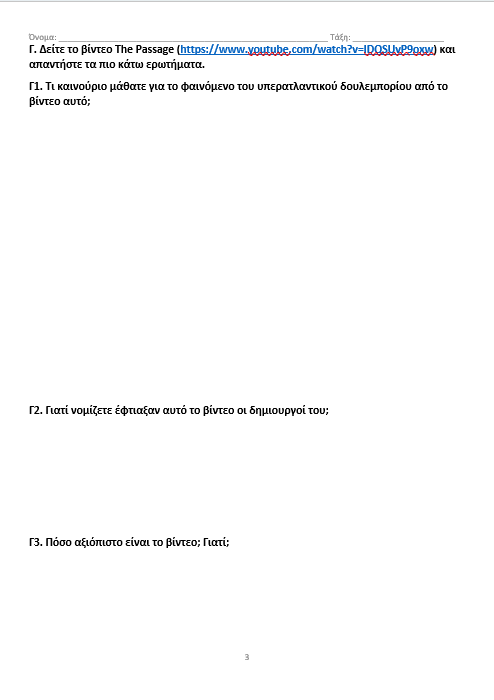 Όνομα: ________________________________ Τάξη: ________________
Γ. Δείτε το βίντεο The Passage (https://www.youtube.com/watch?v=IDQSUyP9oxw) και
απαντήστε τα πιο κάτω ερωτήματα.
Γ1. Τι καινούριο μάθατε για το φαινόμενο του υπερατλαντικού δουλεμπορίου από το
βίντεο αυτό;
Γ2. Γιατί νομίζετε έφτιαξαν αυτό το βίντεο οι δημιουργοί του;
Γ3. Πόσο αξιόπιστο είναι το βίντεο; Γιατί;
3